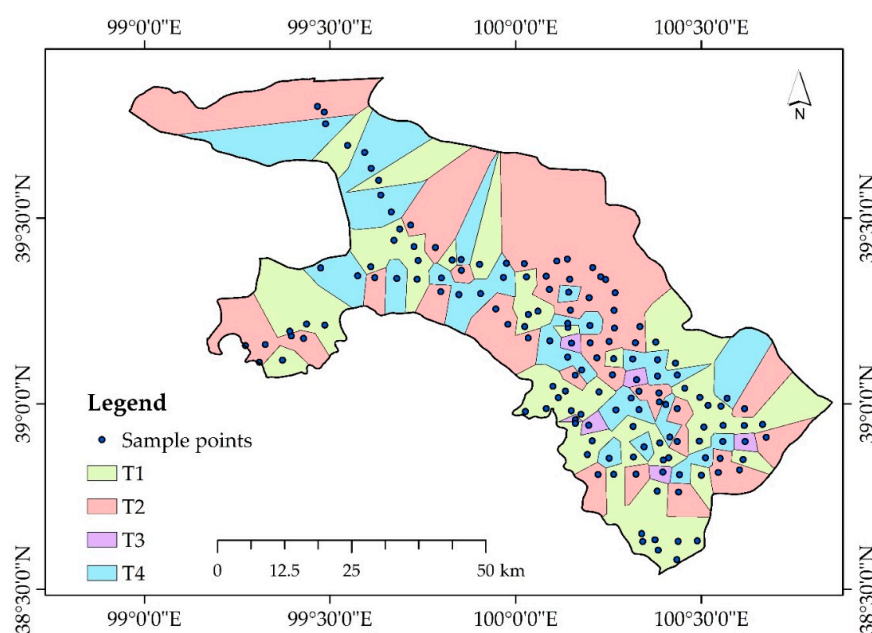 99°0'0"E 99°30'0"E 100°0'0"E 100°30'0"E
N
39°30'0"N 39°30'0"N
39°0'0"N 39°0'0"N
38°30'0"N 38°30'0"N
Legend
Sample points
T1
T2
T3
T4
0 12.5 25 50 km
99°0'0"E 99°30'0"E 100°0'0"E 100°30'0"E